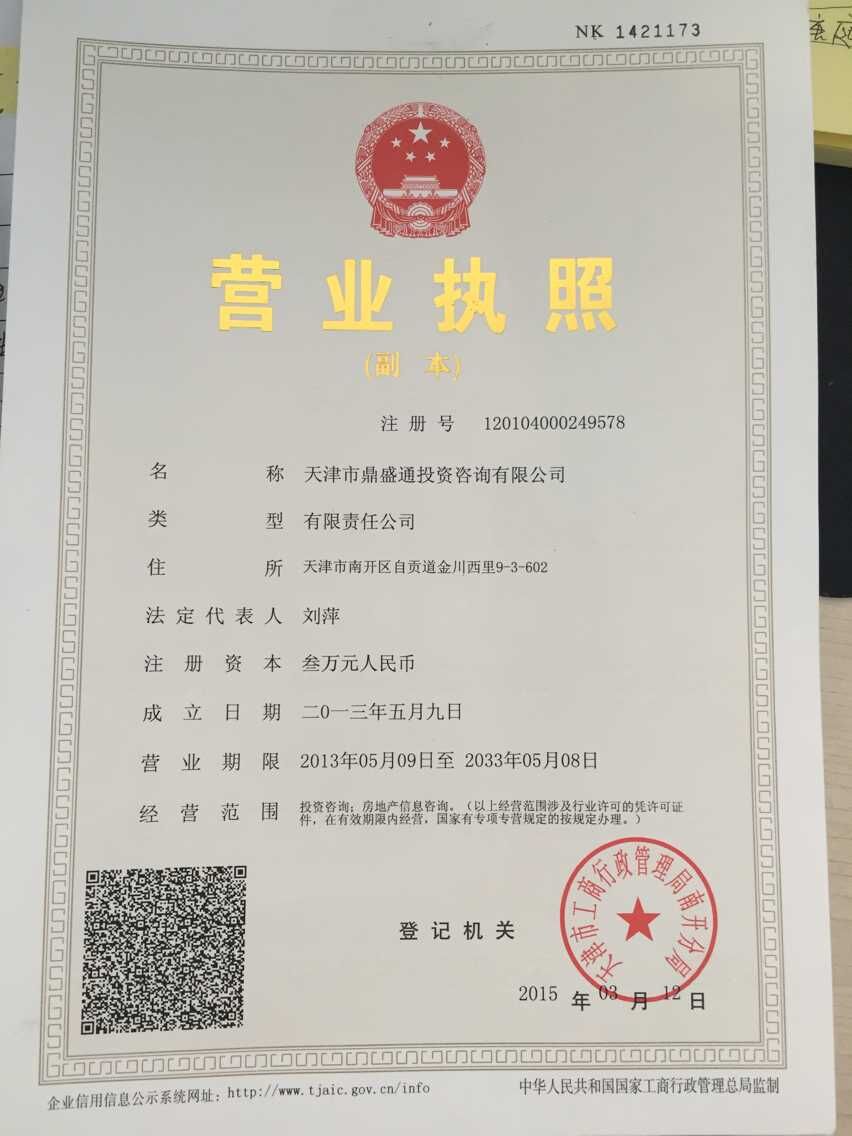 NK 1421173
营业执照
(副 本)
注 册 号 120104000249578
名 称 天津市鼎盛通投资咨询有限公司
类 型 有限责任公司
住 所 天津市南开区自贡道金川西里9-3-602
法定代表人 刘萍
注 册 资 本 叁万元人民币
成 立 日 期 二0一三年五月九日
营 业 期 限 2013年05月09日至 2033年05月08日
经 营 范 围 投资咨询；房地产信息咨询。（以上经营范围涉及行业许可的凭许可证
件，在有效期限内经营，国家有专项专营规定的按规定办理。）
天津市工商行政管理局南开分局
登 记 机 关
2015 年 03 月 12 日
企业信用信息公示系统网址：http://www.tjaic.gov.cn/info
中华人民共和国国家工商行政管理总局监制